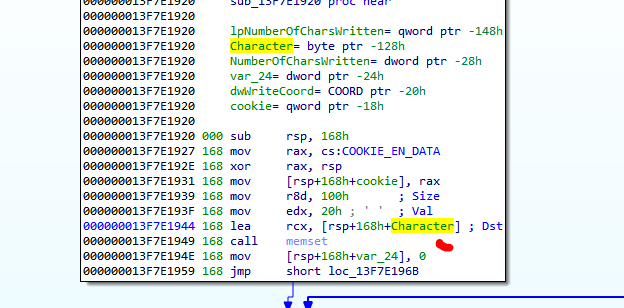 000000013F7E1920 sub_13F7E1920 proc near
000000013F7E1920
000000013F7E1920 lpNumberOfCharsWritten= qword ptr -148h
000000013F7E1920 Character= byte ptr -128h
000000013F7E1920 NumberOfCharsWritten= dword ptr -28h
000000013F7E1920 var_24= dword ptr -24h
000000013F7E1920 dwWriteCoord= COORD ptr -20h
000000013F7E1920 cookie= qword ptr -18h
000000013F7E1920
000000013F7E1920 000 sub rsp, 168h
000000013F7E1927 168 mov rax, cs:COOKIE_EN_DATA
000000013F7E192E 168 xor rax, rsp
000000013F7E1931 168 mov [rsp+168h+cookie], rax
000000013F7E1939 168 mov r8d, 100h ; Size
000000013F7E193F 168 mov edx, 20h ; ' ' ; Val
000000013F7E1944 168 lea rcx, [rsp+168h+Character] ; Dst
000000013F7E1949 168 call memset
000000013F7E194E 168 mov [rsp+168h+var_24], 0
000000013F7E1959 168 jmp short loc_13F7E196B